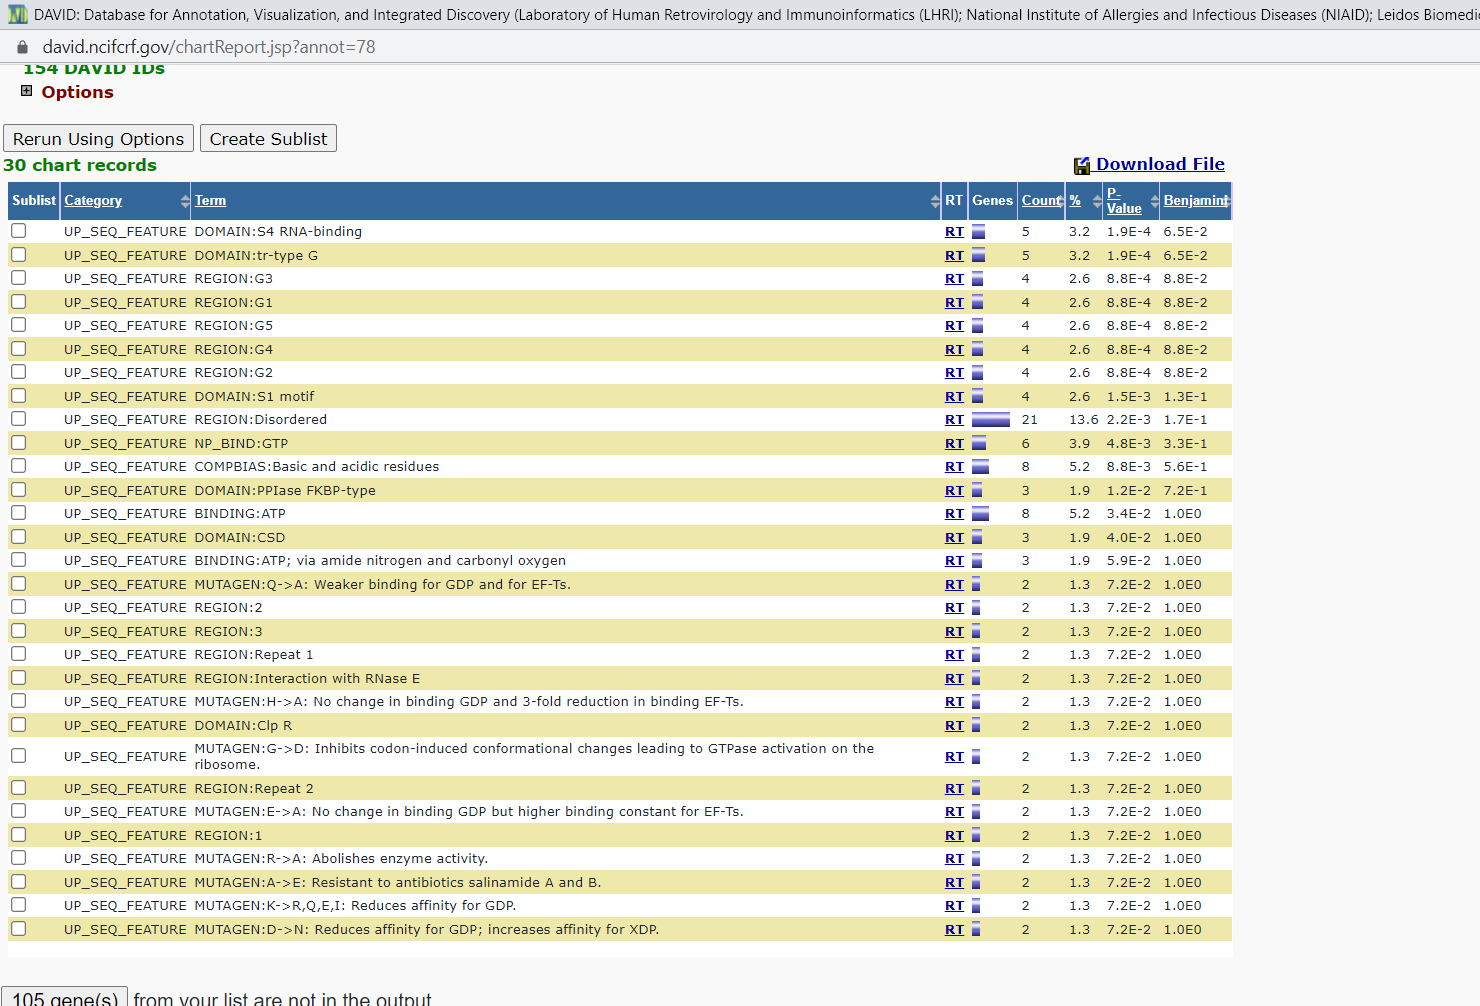 DAVID: Database for Annotation, Visualization, and Integrated Discovery (Laboratory of Human Retrovirology and Immunoinformatics (LHRI); National Institute of Allergies and Infectious Diseases (NIAID); Leidos Biomedi
david.ncifcrf.gov/chartReport.jsp?annot=78
154 DAVID IDs
Options
Rerun Using Options Create Sublist
30 chart records Download File
Sublist Category Term RT Genes Count % P-Value Benjamini
UP_SEQ_FEATURE DOMAIN:S4 RNA-binding RT 5 3.2 1.9E-4 6.5E-2
UP_SEQ_FEATURE DOMAIN:tr-type G RT 5 3.2 1.9E-4 6.5E-2
UP_SEQ_FEATURE REGION:G3 RT 4 2.6 8.8E-4 8.8E-2
UP_SEQ_FEATURE REGION:G1 RT 4 2.6 8.8E-4 8.8E-2
UP_SEQ_FEATURE REGION:G5 RT 4 2.6 8.8E-4 8.8E-2
UP_SEQ_FEATURE REGION:G4 RT 4 2.6 8.8E-4 8.8E-2
UP_SEQ_FEATURE REGION:G2 RT 4 2.6 8.8E-4 8.8E-2
UP_SEQ_FEATURE DOMAIN:S1 motif RT 4 2.6 1.5E-3 1.3E-1
UP_SEQ_FEATURE REGION:Disordered RT 21 13.6 2.2E-3 1.7E-1
UP_SEQ_FEATURE NP_BIND:GTP RT 6 3.9 4.8E-3 3.3E-1
UP_SEQ_FEATURE COMPBIAS:Basic and acidic residues RT 8 5.2 8.8E-3 5.6E-1
UP_SEQ_FEATURE DOMAIN:PPIase FKBP-type RT 3 1.9 1.2E-2 7.2E-1
UP_SEQ_FEATURE BINDING:ATP RT 8 5.2 3.4E-2 1.0E0
UP_SEQ_FEATURE DOMAIN:CSD RT 3 1.9 4.0E-2 1.0E0
UP_SEQ_FEATURE BINDING:ATP; via amide nitrogen and carbonyl oxygen RT 3 1.9 5.9E-2 1.0E0
UP_SEQ_FEATURE MUTAGEN:Q->A: Weaker binding for GDP and for EF-Ts. RT 2 1.3 7.2E-2 1.0E0
UP_SEQ_FEATURE REGION:2 RT 2 1.3 7.2E-2 1.0E0
UP_SEQ_FEATURE REGION:3 RT 2 1.3 7.2E-2 1.0E0
UP_SEQ_FEATURE REGION:Repeat 1 RT 2 1.3 7.2E-2 1.0E0
UP_SEQ_FEATURE REGION:Interaction with RNase E RT 2 1.3 7.2E-2 1.0E0
UP_SEQ_FEATURE MUTAGEN:H->A: No change in binding GDP and 3-fold reduction in binding EF-Ts. RT 2 1.3 7.2E-2 1.0E0
UP_SEQ_FEATURE DOMAIN:Clp R RT 2 1.3 7.2E-2 1.0E0
UP_SEQ_FEATURE MUTAGEN:G->D: Inhibits codon-induced conformational changes leading to GTPase activation on the
ribosome. RT 2 1.3 7.2E-2 1.0E0
UP_SEQ_FEATURE REGION:Repeat 2 RT 2 1.3 7.2E-2 1.0E0
UP_SEQ_FEATURE MUTAGEN:E->A: No change in binding GDP but higher binding constant for EF-Ts. RT 2 1.3 7.2E-2 1.0E0
UP_SEQ_FEATURE REGION:1 RT 2 1.3 7.2E-2 1.0E0
UP_SEQ_FEATURE MUTAGEN:R->A: Abolishes enzyme activity. RT 2 1.3 7.2E-2 1.0E0
UP_SEQ_FEATURE MUTAGEN:A->E: Resistant to antibiotics salinamide A and B. RT 2 1.3 7.2E-2 1.0E0
UP_SEQ_FEATURE MUTAGEN:K->R,Q,E,I: Reduces affinity for GDP. RT 2 1.3 7.2E-2 1.0E0
UP_SEQ_FEATURE MUTAGEN:D->N: Reduces affinity for GDP; increases affinity for XDP. RT 2 1.3 7.2E-2 1.0E0
105 gene(s) from your list are not in the output